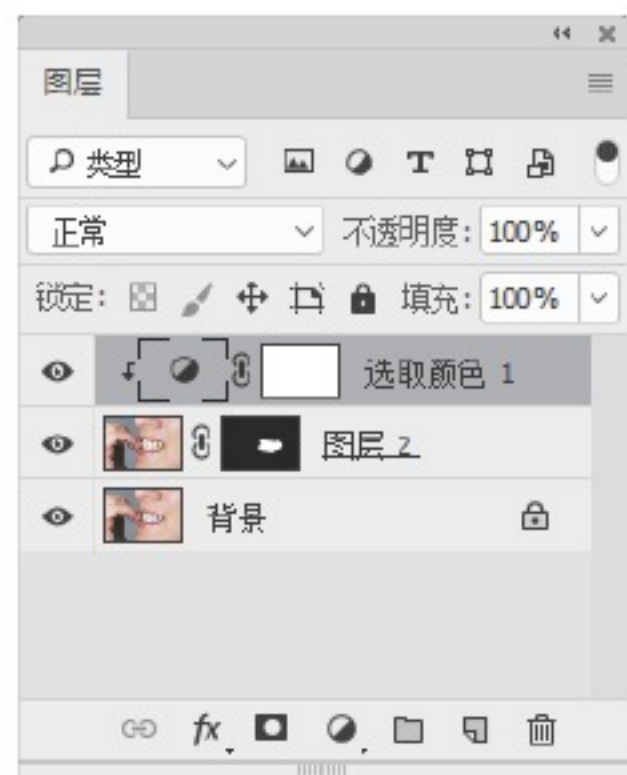 图层
类型 T
正常 不透明度: 100%
锁定: 填充: 100%
选取颜色 1
图层 2
背景
fx